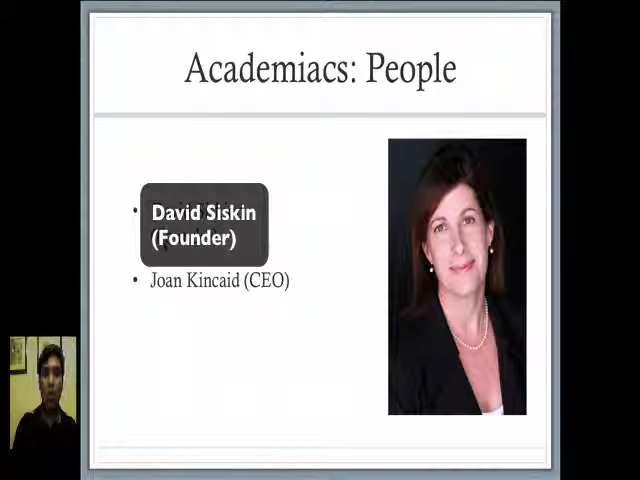 Academiacs: People
David Siskin
(Founder)
• Joan Kincaid (CEO)